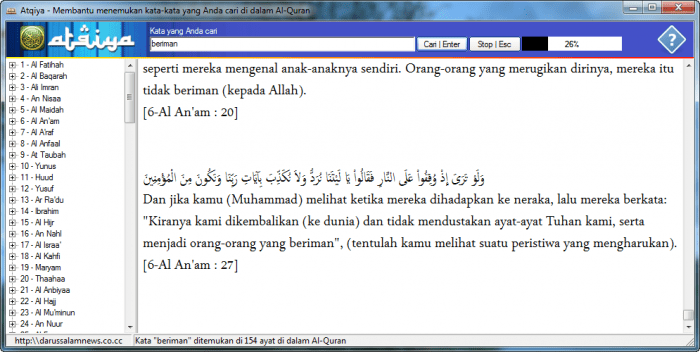 Atqiya - Membantu menemukan kata-kata yang Anda cari di dalam Al-Quran
atqiya
Kata yang Anda cari
beriman
Cari | Enter
Stop | Esc
26%
?
1 - Al Fatihah
2 - Al Baqarah
3 - Ali Imran
4 - An Nisaa
5 - Al Maidah
6 - Al An'am
7 - Al A'raf
8 - Al Anfaal
9 - At Taubah
10 - Yunus
11 - Huud
12 - Yusuf
13 - Ar Ra'du
14 - Ibrahim
15 - Al Hijr
16 - An Nahl
17 - Al Israa'
18 - Al Kahfi
19 - Maryam
20 - Thaahaa
21 - Al Anbiyaa
22 - Al Hajj
23 - Al Mu'minun
24 - An Nuur
seperti mereka mengenal anak-anaknya sendiri. Orang-orang yang merugikan dirinya, mereka itu
tidak beriman (kepada Allah).
[6-Al An'am : 20]
وَلَوْ تَرَىَ إِذْ وُقِفُواْ عَلَى النَّارِ فَقَالُواْ يَا لَيْتَنَا نُرَدُّ وَلاَ نُكَذِّبَ بِآيَاتِ رَبِّنَا وَنَكُونَ مِنَ الْمُؤْمِنِينَ
Dan jika kamu (Muhammad) melihat ketika mereka dihadapkan ke neraka, lalu mereka berkata:
"Kiranya kami dikembalikan (ke dunia) dan tidak mendustakan ayat-ayat Tuhan kami, serta
menjadi orang-orang yang beriman", (tentulah kamu melihat suatu peristiwa yang mengharukan).
[6-Al An'am : 27]
http:\\darussalamnews.co.cc
Kata "beriman" ditemukan di 154 ayat di dalam Al-Quran